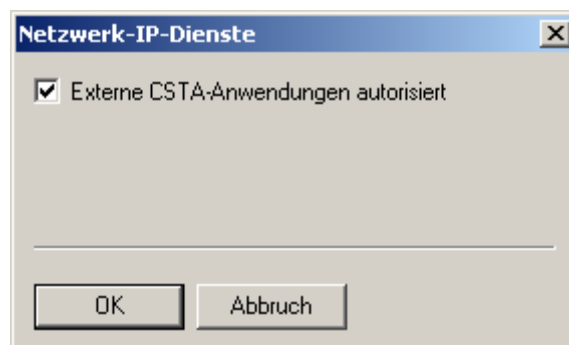 Netzwerk-IP-Dienste
Externe CSTA-Anwendungen autorisiert
OK
Abbruch